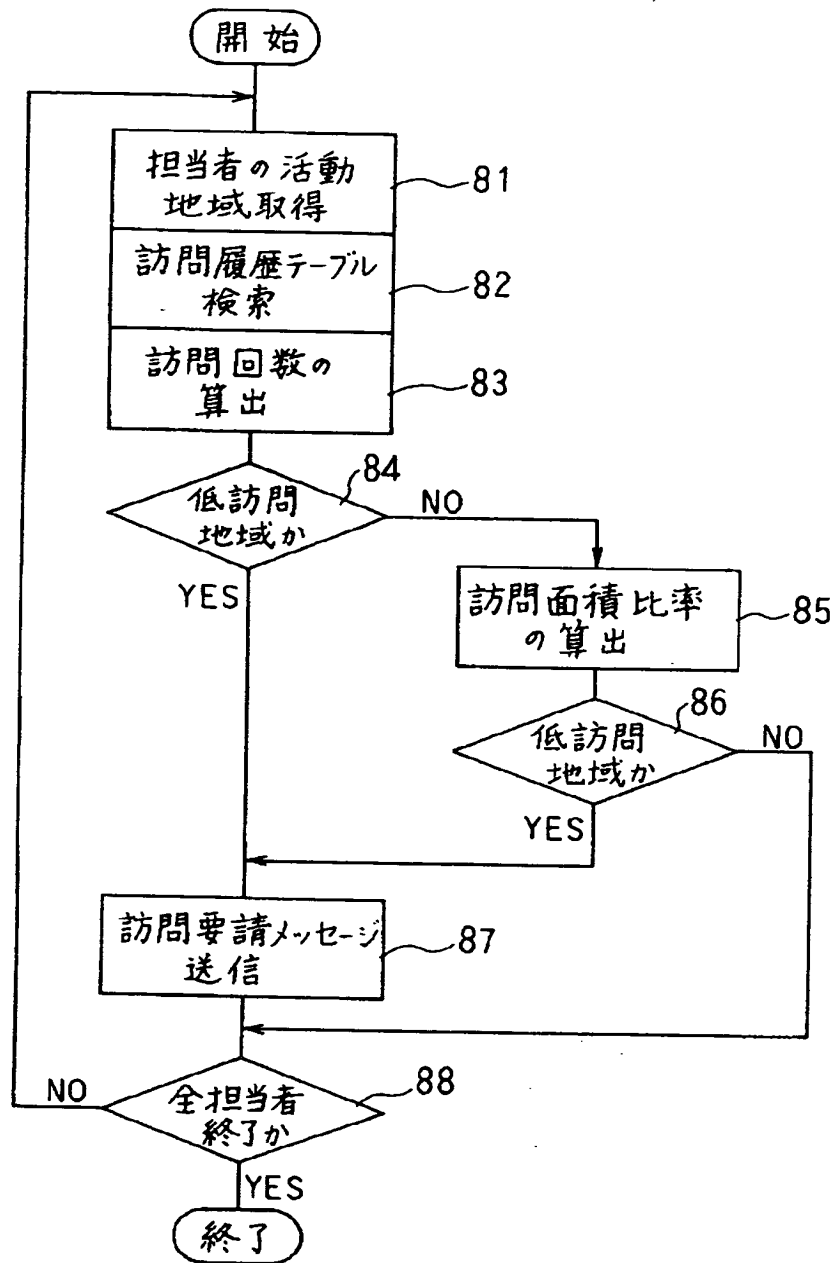 開始
担当者の活動
地域取得
81
訪問履歴テーブル
検索
82
訪問回数の
算出
83
低訪問
地域か
84
NO
YES
訪問面積比率
の算出
85
低訪問
地域か
86
NO
YES
訪問要請メッセージ
送信
87
全担当者
終了か
88
NO
YES
終了